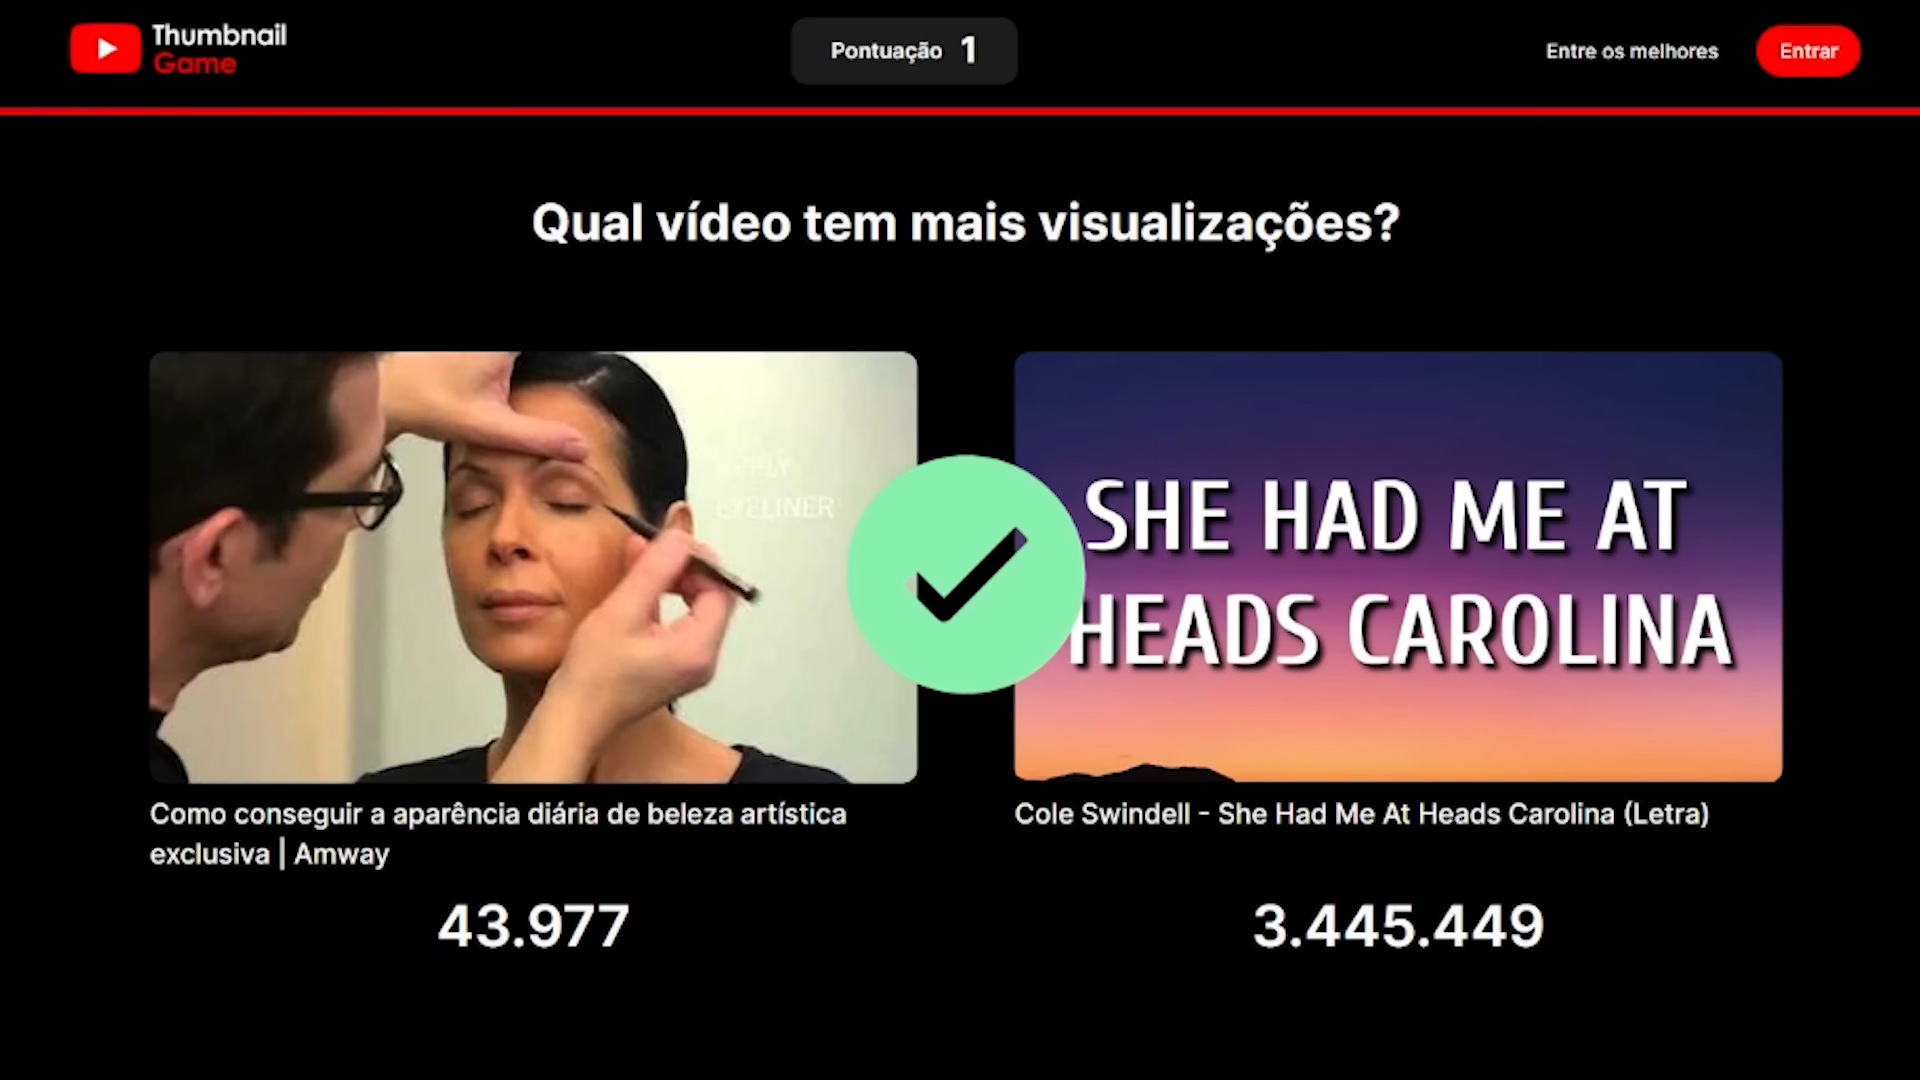 Thumbnail
Game
Pontuação 1
Entre os melhores
Entrar
Qual vídeo tem mais visualizações?
APPLY
EYELINER
SHE HAD ME AT
HEADS CAROLINA
Como conseguir a aparência diária de beleza artística
exclusiva | Amway
Cole Swindell - She Had Me At Heads Carolina (Letra)
43.977
3.445.449